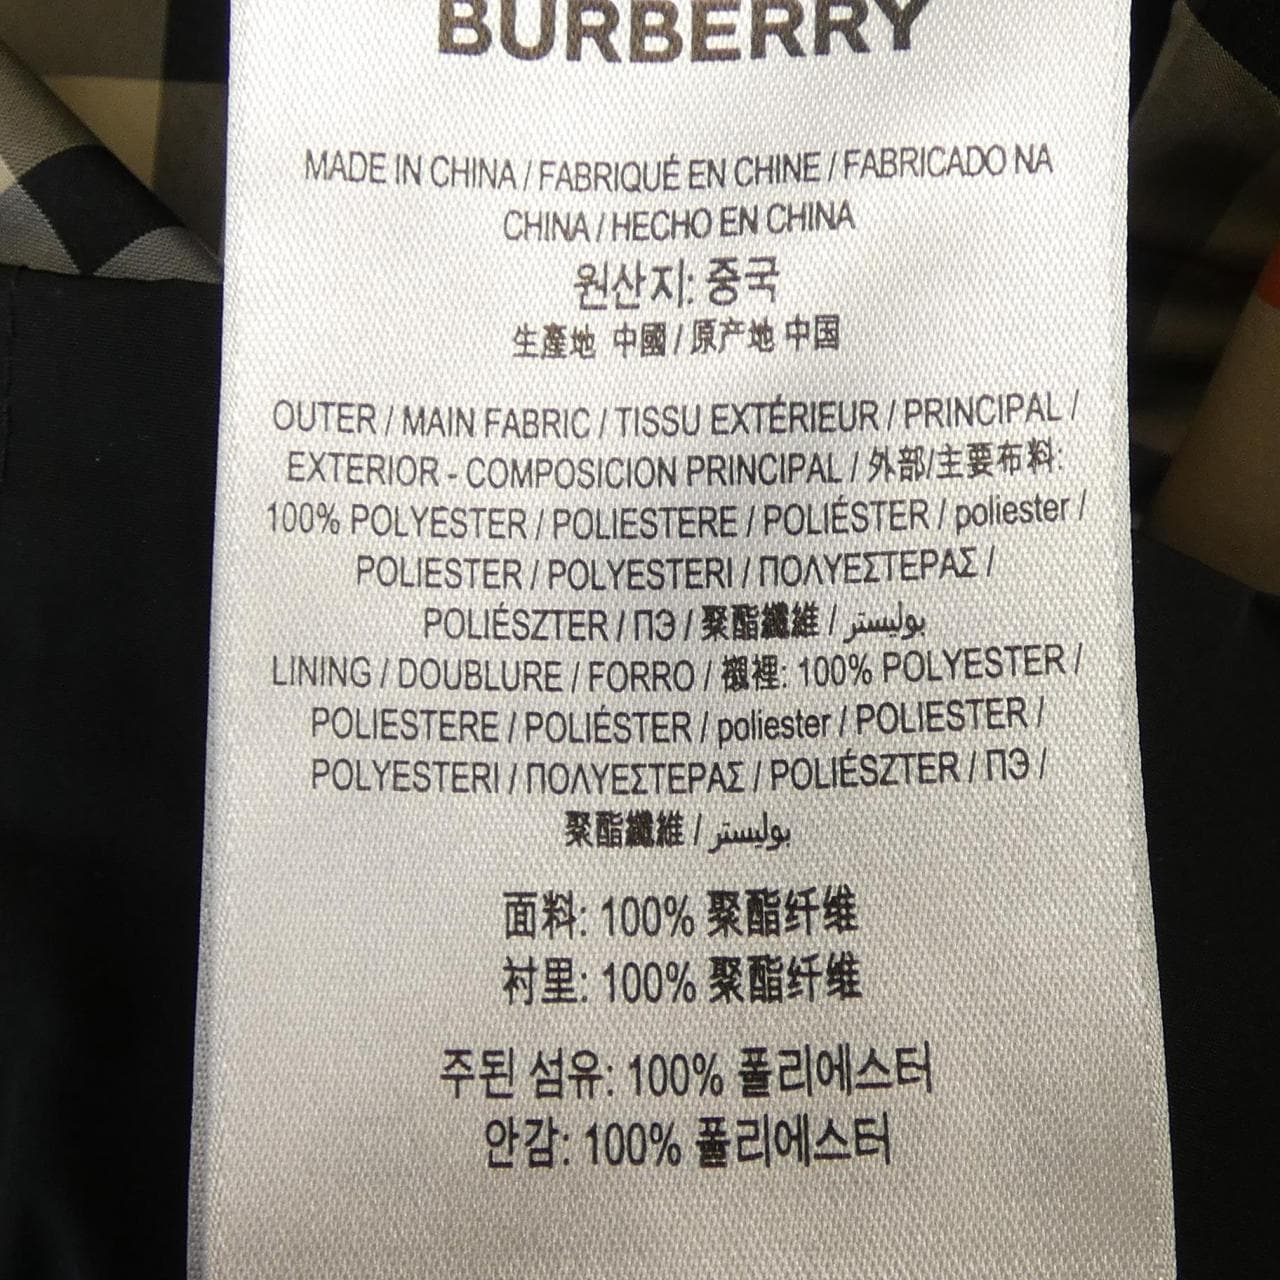 BURBERRY
MADE IN CHINA / FABRIQUÉ EN CHINE / FABRICADO NA
CHINA / HECHO EN CHINA
원산지: 중국
生產地 中國 / 原产地 中国
OUTER / MAIN FABRIC / TISSU EXTÉRIEUR / PRINCIPAL /
EXTERIOR - COMPOSICION PRINCIPAL / 外部/主要布料:
100% POLYESTER / POLIESTERE / POLIÉSTER / poliester /
POLIESTER / POLYESTERI / ΠΟΛΥΕΣΤΕΡΑΣ /
POLIÉSZTER / ПЭ / 聚酯纖維 / بوليستر
LINING / DOUBLURE / FORRO / 襯裡: 100% POLYESTER /
POLIESTERE / POLIÉSTER / poliester / POLIESTER /
POLYESTERI / ΠΟΛΥΕΣΤΕΡΑΣ / POLIÉSZTER / ПЭ /
聚酯纖維 / بوليستر
面料: 100% 聚酯纤维
衬里: 100% 聚酯纤维
주된 섬유: 100% 폴리에스터
안감: 100% 폴리에스터